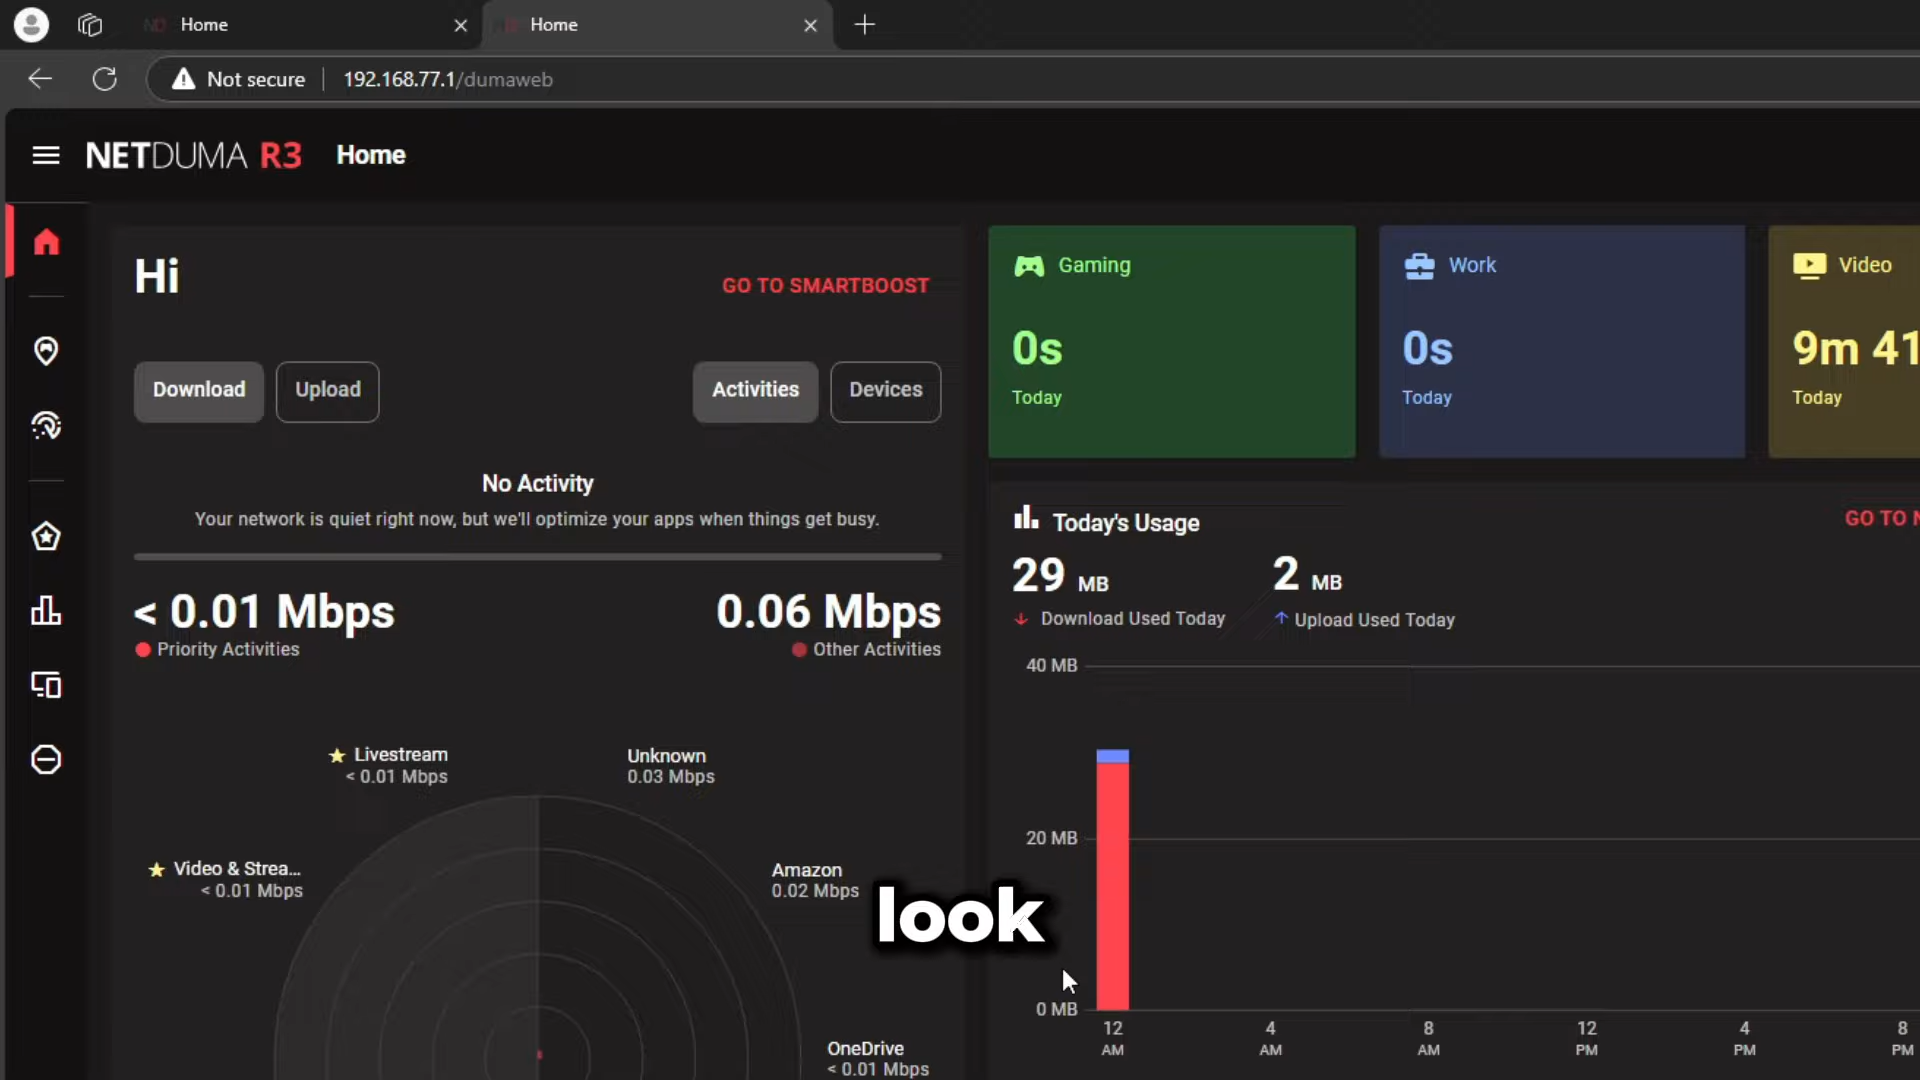 Home
Home
Not secure
192.168.77.1/dumaweb
NETDUMA R3
Home
Hi
GO TO SMARTBOOST
Download
Upload
Activities
Devices
No Activity
Your network is quiet right now, but we'll optimize your apps when things get busy.
< 0.01 Mbps
Priority Activities
0.06 Mbps
Other Activities
Livestream
< 0.01 Mbps
Unknown
0.03 Mbps
Video & Strea...
< 0.01 Mbps
Amazon
0.02 Mbps
OneDrive
< 0.01 Mbps
Gaming
0s
Today
Work
0s
Today
Video
9m 41
Today
Today's Usage
GO TO N
29 MB
Download Used Today
2 MB
Upload Used Today
40 MB
20 MB
0 MB
12 AM
4 AM
8 AM
12 PM
4 PM
8 PM
look